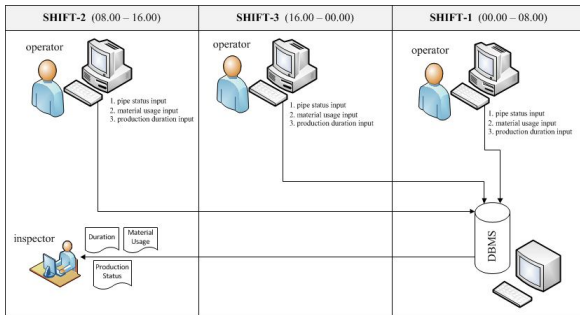 SHIFT-2 (08.00 – 16.00)
SHIFT-3 (16.00 – 00.00)
SHIFT-1 (00.00 – 08.00)
operator
1. pipe status input
2. material usage input
3. production duration input
operator
1. pipe status input
2. material usage input
3. production duration input
operator
1. pipe status input
2. material usage input
3. production duration input
inspector
Duration
Material
Usage
Production
Status
DBMS